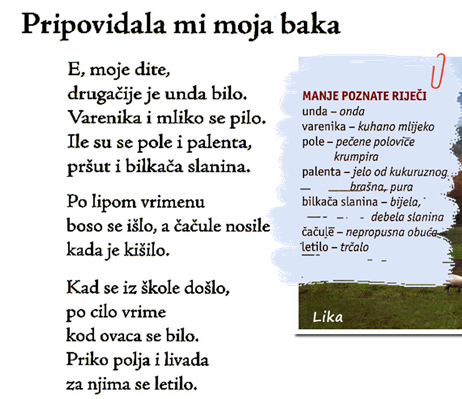 Pripovidala mi moja baka
E, moje dite,
drugačije je unda bilo.
Varenika i mliko se pilo.
Ile su se pole i palenta,
pršut i bilkača slanina.
Po lipom vrimenu
boso se išlo, a čačule nosile
kada je kišilo.
Kad se iz škole došlo,
po cilo vrime
kod ovaca se bilo.
Priko polja i livada
za njima se letilo.
MANJE POZNATE RIJEČI
unda – onda
varenika – kuhano mlijeko
pole – pečene poloviče
krumpira
palenta – jelo od kukuruznog
brašna, pura
bilkača slanina – bijela,
debela slanina
čačule – nepropusna obuća
letilo – trčalo
Lika